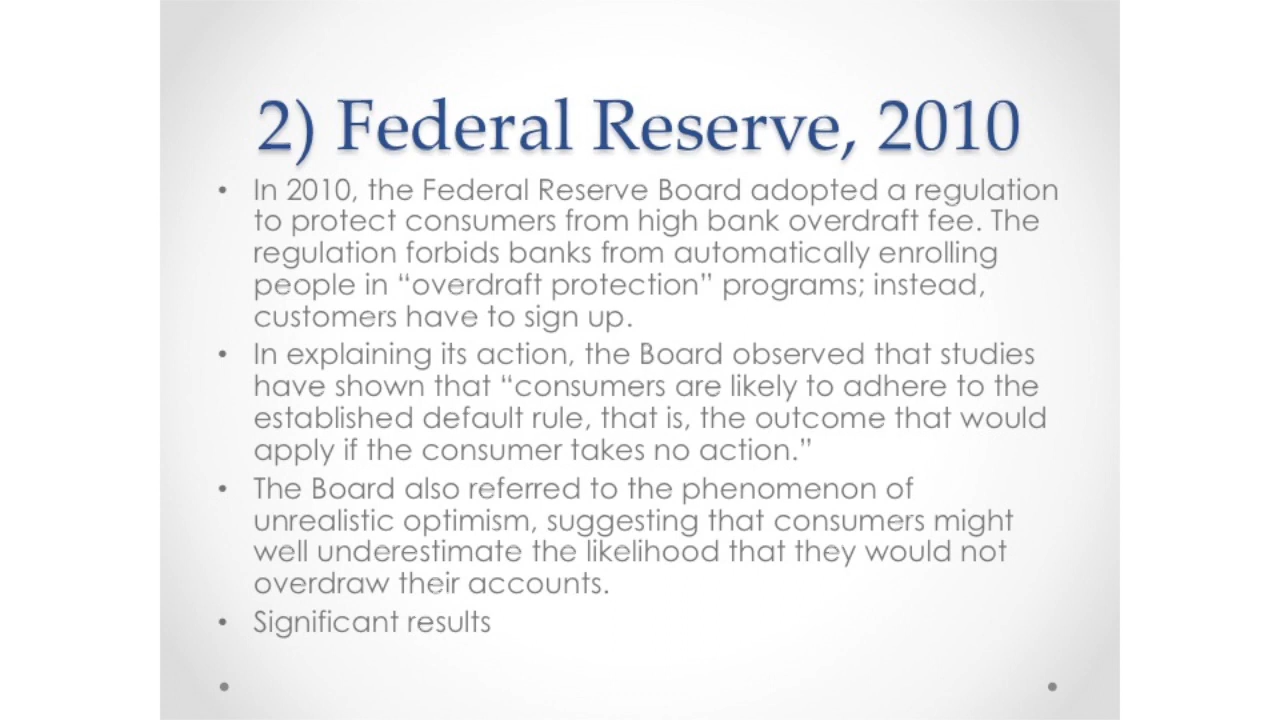 2) Federal Reserve, 2010
• In 2010, the Federal Reserve Board adopted a regulation
to protect consumers from high bank overdraft fee. The
regulation forbids banks from automatically enrolling
people in “overdraft protection” programs; instead,
customers have to sign up.
• In explaining its action, the Board observed that studies
have shown that “consumers are likely to adhere to the
established default rule, that is, the outcome that would
apply if the consumer takes no action.”
• The Board also referred to the phenomenon of
unrealistic optimism, suggesting that consumers might
well underestimate the likelihood that they would not
overdraw their accounts.
• Significant results